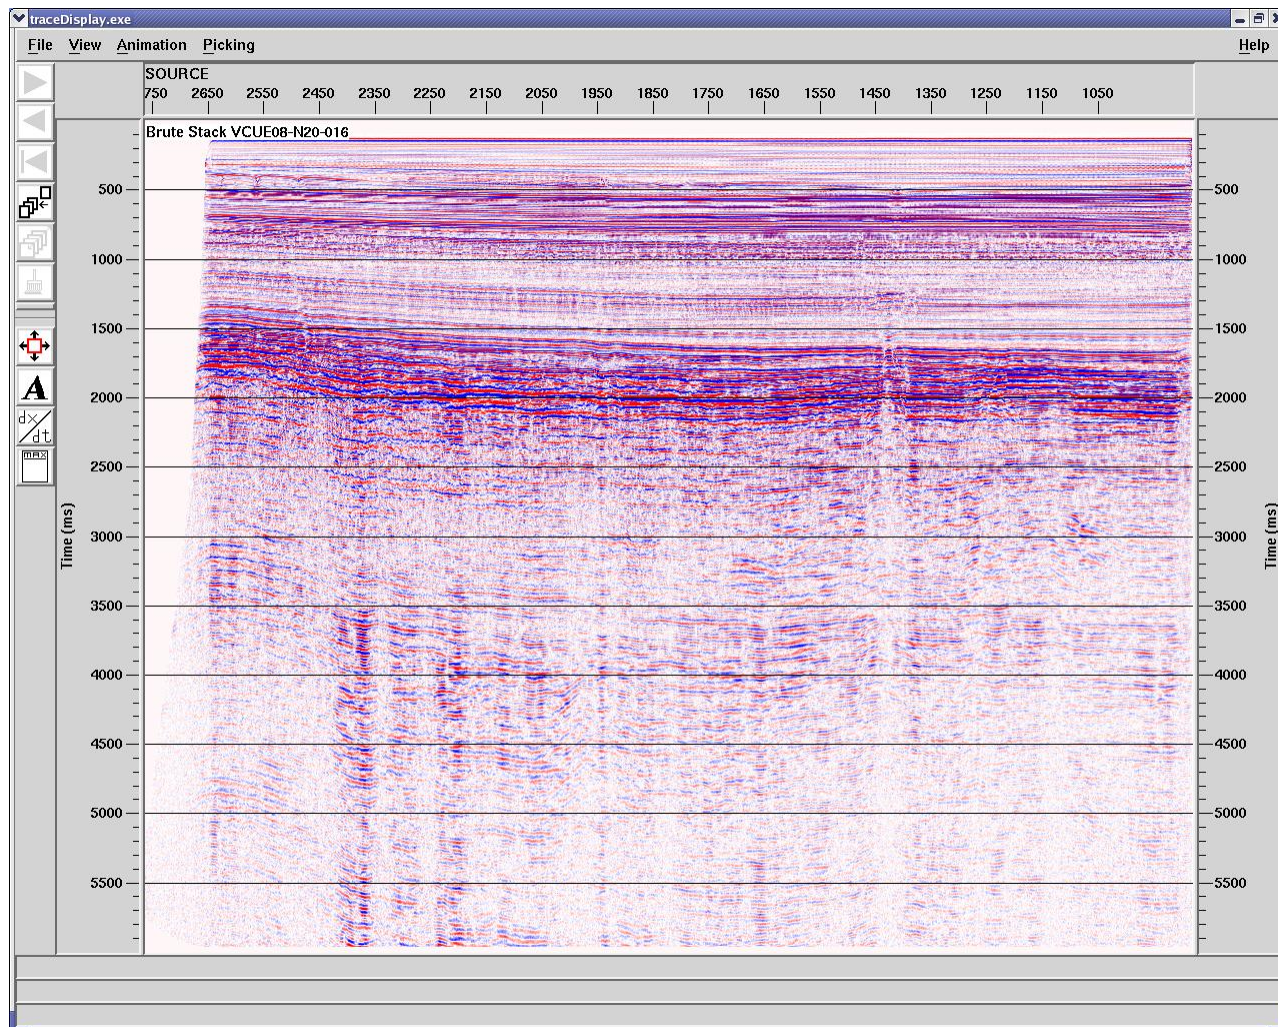 traceDisplay.exe
File View Animation Picking Help
SOURCE
750 2650 2550 2450 2350 2250 2150 2050 1950 1850 1750 1650 1550 1450 1350 1250 1150 1050
Brute Stack VCUE08-N20-016
500 500
1000 1000
1500 1500
A
2000 2000
dx/dt
max
2500 2500
Time (ms) Time (ms)
3000 3000
3500 3500
4000 4000
4500 4500
5000 5000
5500 5500